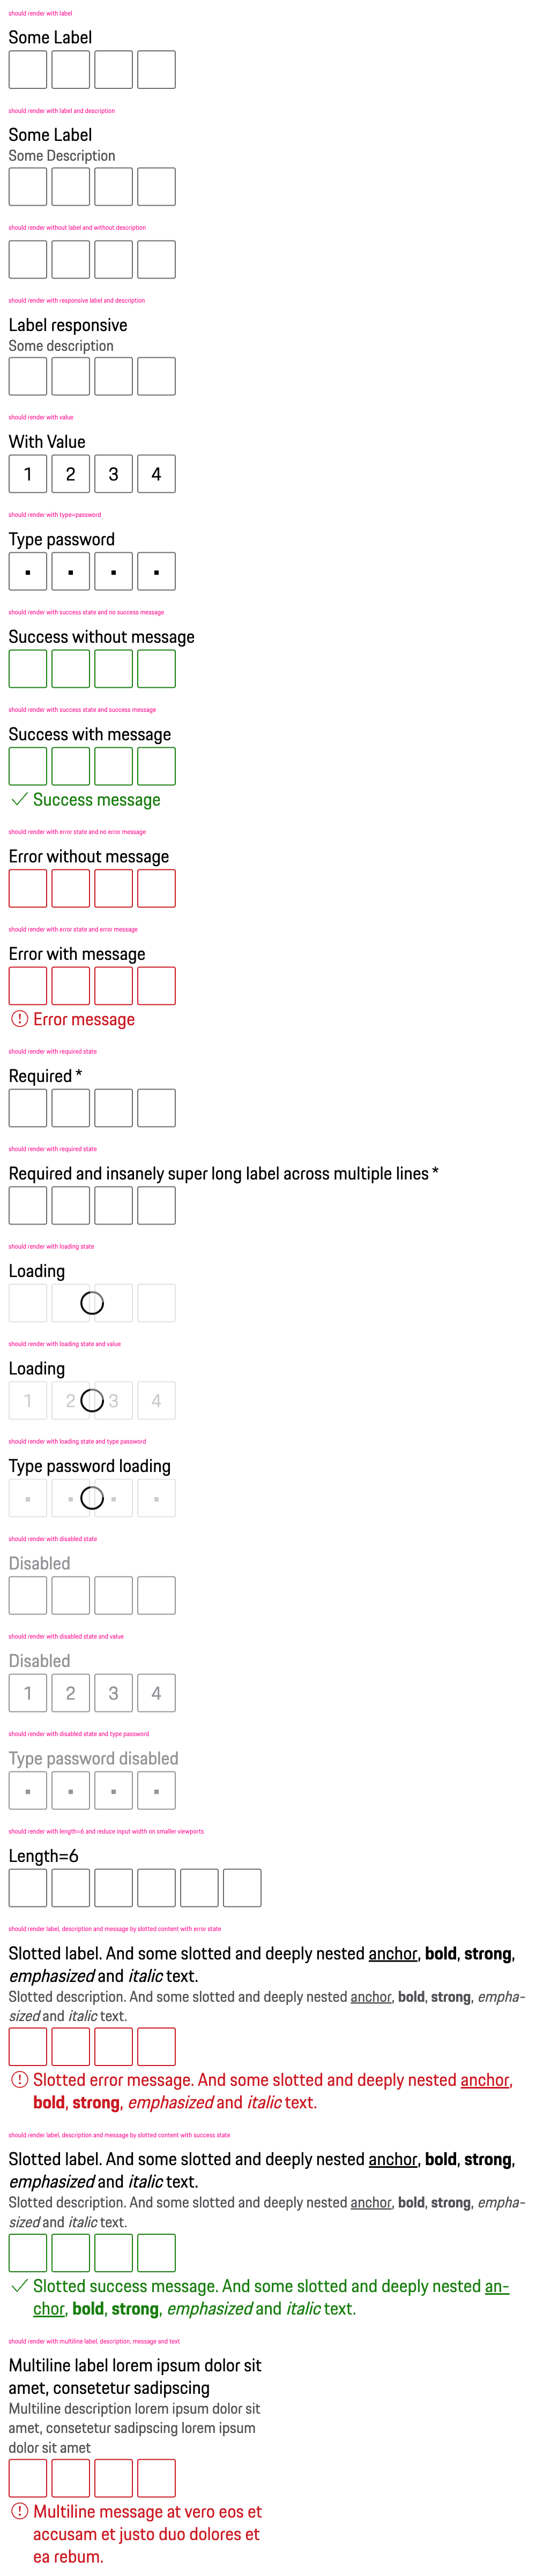 should render with label
Some Label
should render with label and description
Some Label
Some Description
should render without label and without description
should render with responsive label and description
Label responsive
Some description
should render with value
With Value
1 2 3 4
should render with type=password
Type password
should render with success state and no success message
Success without message
should render with success state and success message
Success with message
Success message
should render with error state and no error message
Error without message
should render with error state and error message
Error with message
Error message
should render with required state
Required *
should render with required state
Required and insanely super long label across multiple lines *
should render with loading state
Loading
should render with loading state and value
Loading
1 2 3 4
should render with loading state and type password
Type password loading
should render with disabled state
Disabled
should render with disabled state and value
Disabled
1 2 3 4
should render with disabled state and type password
Type password disabled
should render with length=6 and reduce input width on smaller viewports
Length=6
should render label, description and message by slotted content with error state
Slotted label. And some slotted and deeply nested anchor, bold, strong,
emphasized and italic text.
Slotted description. And some slotted and deeply nested anchor, bold, strong, empha-
sized and italic text.
Slotted error message. And some slotted and deeply nested anchor,
bold, strong, emphasized and italic text.
should render label, description and message by slotted content with success state
Slotted label. And some slotted and deeply nested anchor, bold, strong,
emphasized and italic text.
Slotted description. And some slotted and deeply nested anchor, bold, strong, empha-
sized and italic text.
Slotted success message. And some slotted and deeply nested an-
chor, bold, strong, emphasized and italic text.
should render with multiline label, description, message and text
Multiline label lorem ipsum dolor sit
amet, consetetur sadipscing
Multiline description lorem ipsum dolor sit
amet, consetetur sadipscing lorem ipsum
dolor sit amet
Multiline message at vero eos et
accusam et justo duo dolores et
ea rebum.